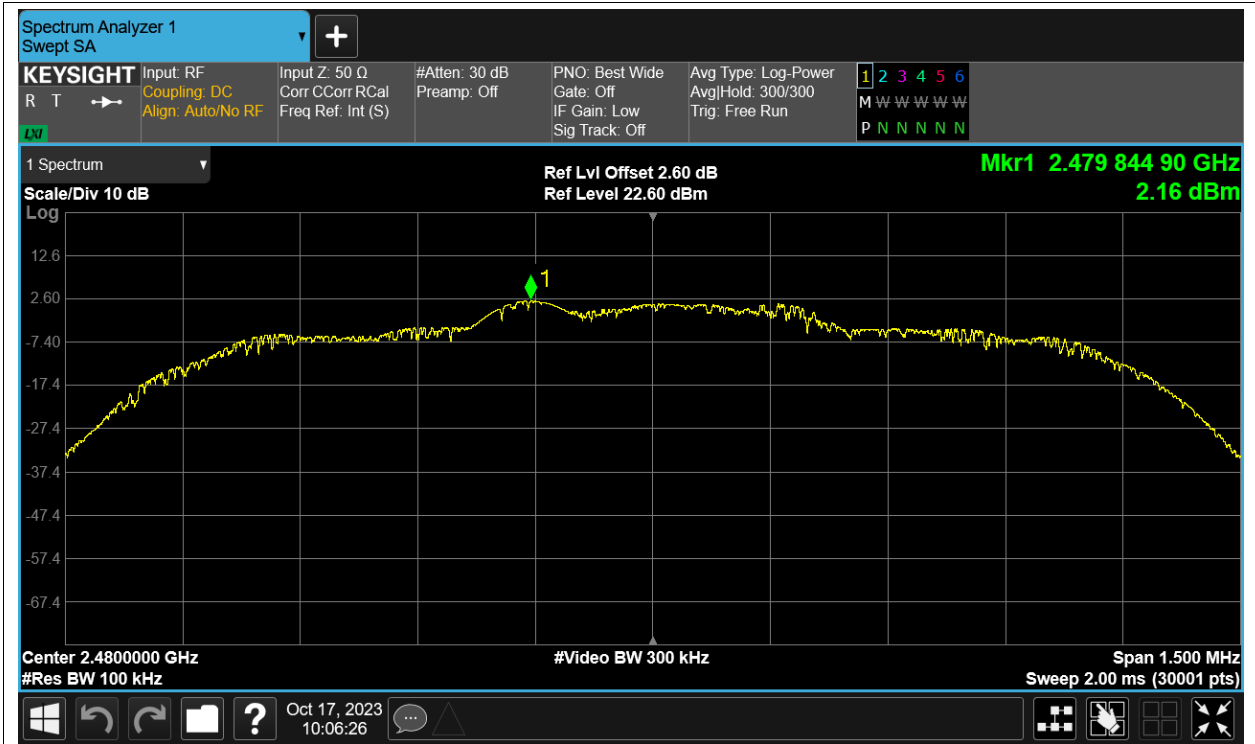 Spectrum Analyzer 1
Swept SA
+
KEYSIGHT
R T
LXI
Input: RF
Coupling: DC
Align: Auto/No RF
Input Z: 50 Ω
Corr CCorr RCal
Freq Ref: Int (S)
#Atten: 30 dB
Preamp: Off
PNO: Best Wide
Gate: Off
IF Gain: Low
Sig Track: Off
Avg Type: Log-Power
Avg|Hold: 300/300
Trig: Free Run
1 2 3 4 5 6
M W W W W W
P N N N N N
1 Spectrum
Scale/Div 10 dB
Log
Ref Lvl Offset 2.60 dB
Ref Level 22.60 dBm
Mkr1 2.479 844 90 GHz
2.16 dBm
12.6
2.60
-7.40
-17.4
-27.4
-37.4
-47.4
-57.4
-67.4
1
Center 2.4800000 GHz
#Res BW 100 kHz
#Video BW 300 kHz
Span 1.500 MHz
Sweep 2.00 ms (30001 pts)
?
Oct 17, 2023
10:06:26